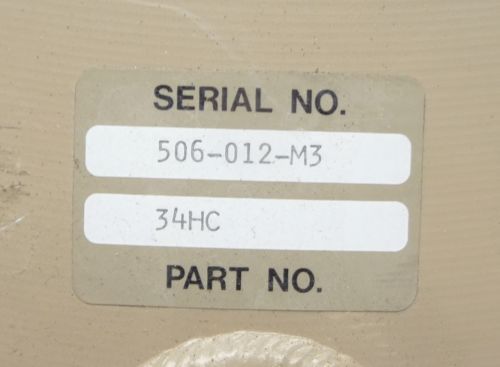 SERIAL NO.
506-012-M3
34HC
PART NO.